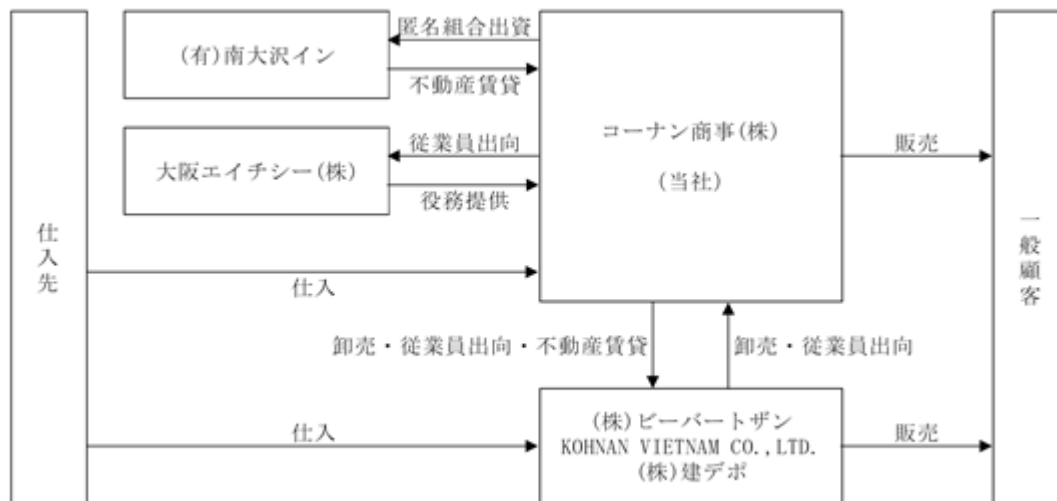 匿名組合出資
(有)南大沢イン
不動産賃貸
従業員出向
大阪エイチシー(株)
役務提供
コーナン商事(株)
(当社)
販売
仕入先
仕入
一般顧客
卸売・従業員出向・不動産賃貸
卸売・従業員出向
仕入
(株)ビーバートザン
KOHNAN VIETNAM CO.,LTD.
(株)建デポ
販売